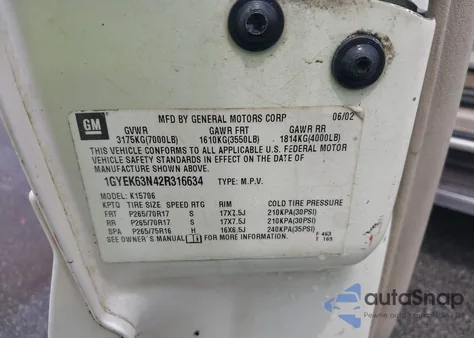 GM
MFD BY GENERAL MOTORS CORP 06/02
GVWR GAWR FRT GAWR RR
3175KG(7000LB) 1610KG(3550LB) 1814KG(4000LB)
THIS VEHICLE CONFORMS TO ALL APPLICABLE U.S. FEDERAL MOTOR
VEHICLE SAFETY STANDARDS IN EFFECT ON THE DATE OF
MANUFACTURE SHOWN ABOVE.
1GYEK63N42R316634 TYPE: M.P.V.
MODEL: K15706
KPTQ TIRE SIZE SPEED RTG RIM COLD TIRE PRESSURE
FRT P265/70R17 S 17X7.5J 210KPA(30PSI)
RR P265/70R17 S 17X7.5J 210KPA(30PSI)
SPA P265/75R16 H 16X6.5J 240KPA(35PSI)
SEE OWNER'S MANUAL FOR MORE INFORMATION.
F 463
T 165
autoSnap